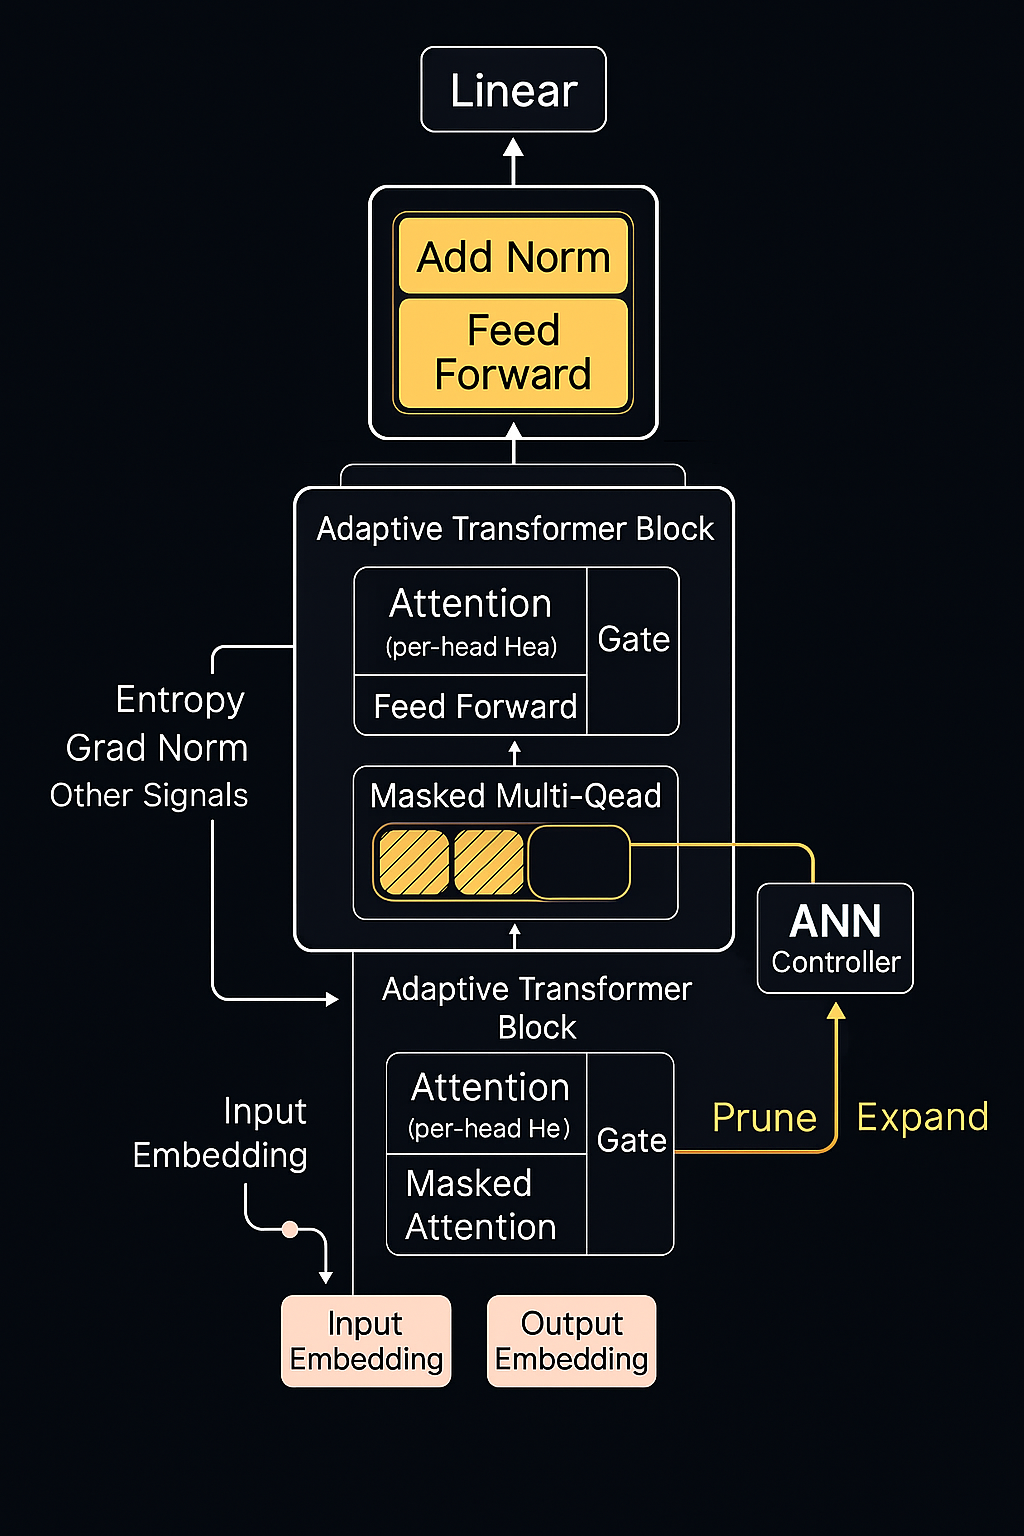 Linear
Add Norm
Feed
Forward
Adaptive Transformer Block
Attention
(per-head Hea)
Gate
Feed Forward
Entropy
Grad Norm
Other Signals
Masked Multi-Qead
ANN
Controller
Adaptive Transformer
Block
Attention
(per-head He)
Gate
Masked
Attention
Prune Expand
Input
Embedding
Input
Embedding
Output
Embedding